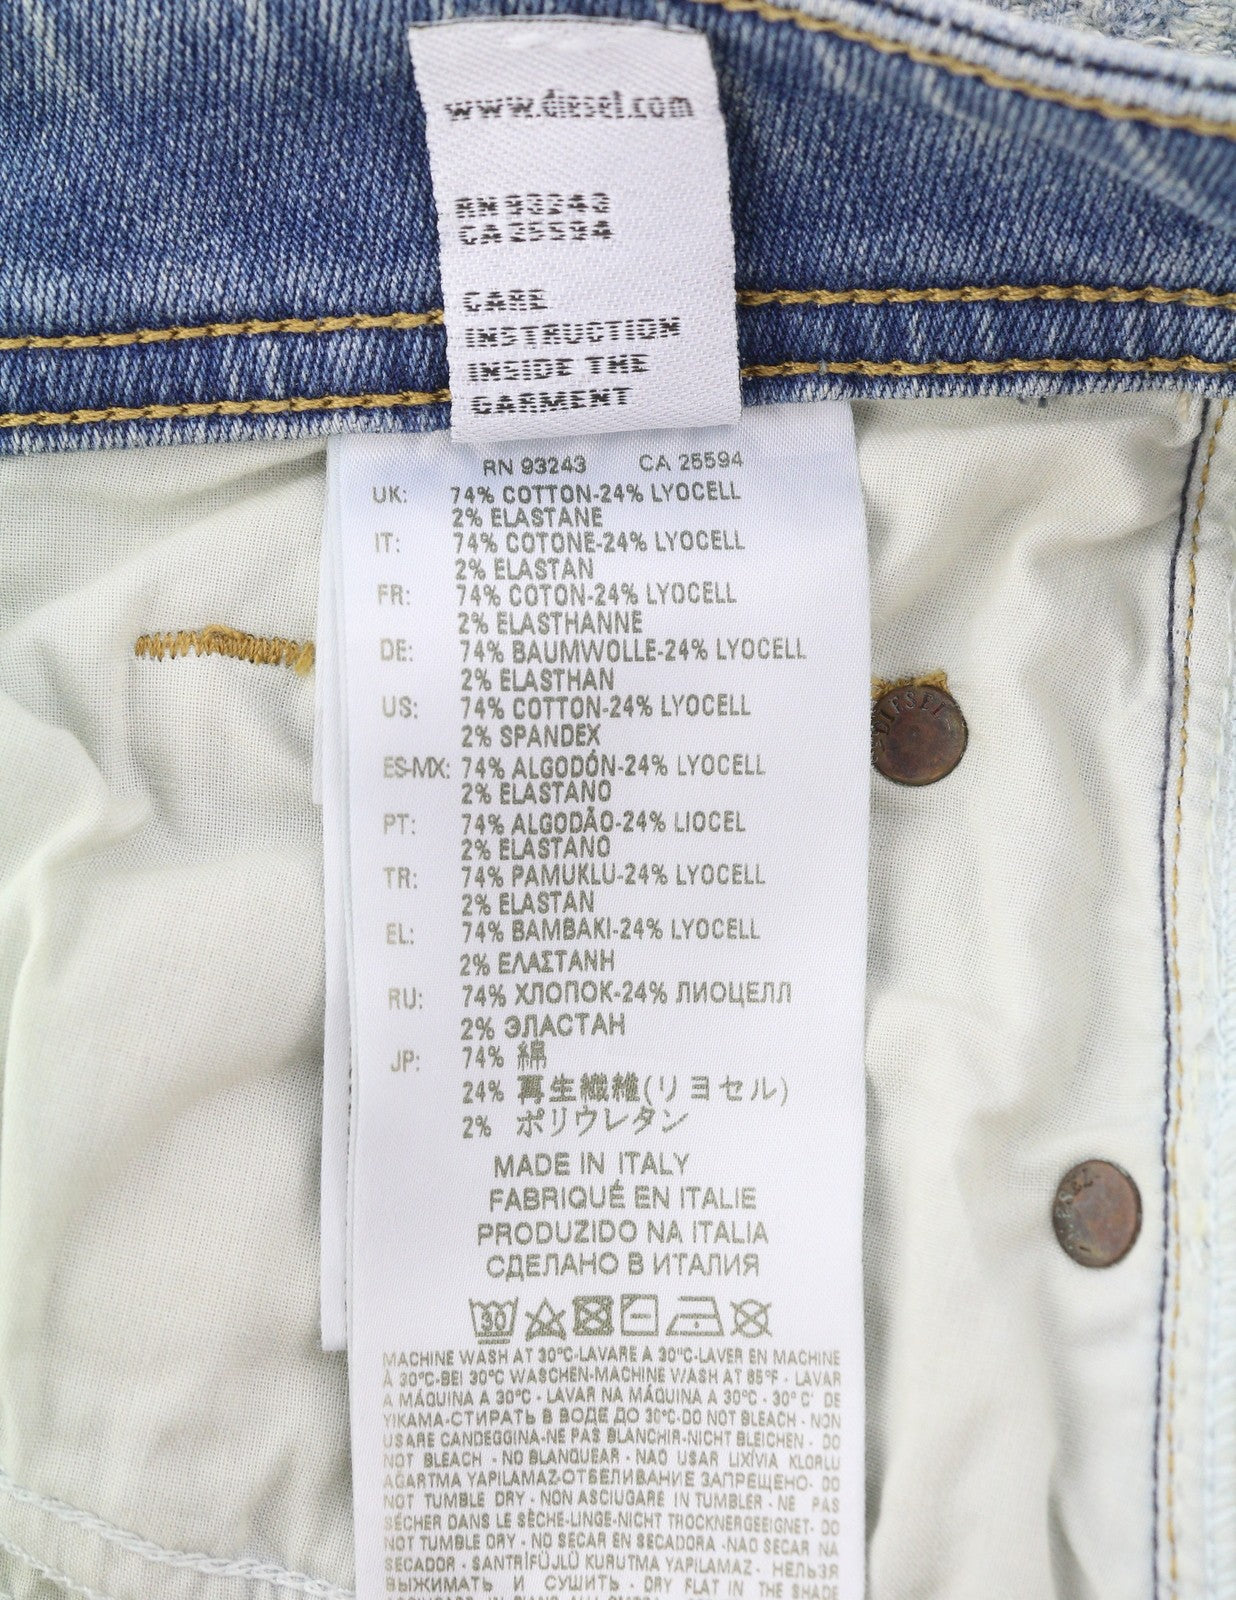 www.diesel.com
RN 93243
CA 25594
CARE
INSTRUCTION
INSIDE THE
GARMENT
RN 93243 CA 25594
UK: 74% COTTON-24% LYOCELL
2% ELASTANE
IT: 74% COTONE-24% LYOCELL
2% ELASTAN
FR: 74% COTON-24% LYOCELL
2% ELASTHANNE
DE: 74% BAUMWOLLE-24% LYOCELL
2% ELASTHAN
US: 74% COTTON-24% LYOCELL
2% SPANDEX
ES-MX: 74% ALGODÓN-24% LYOCELL
2% ELASTANO
PT: 74% ALGODÃO-24% LIOCEL
2% ELASTANO
TR: 74% PAMUKLU-24% LYOCELL
2% ELASTAN
EL: 74% BAMBAKI-24% LYOCELL
2% ΕΛΑΣΤΑΝΗ
RU: 74% ХЛОПОК-24% ЛИОЦЕЛЛ
2% ЭЛАСТАН
JP: 74% 綿
24% 再生繊維(リヨセル)
2% ポリウレタン
MADE IN ITALY
FABRIQUÉ EN ITALIE
PRODUZIDO NA ITALIA
СДЕЛАНО В ИТАЛИЯ
30
MACHINE WASH AT 30°C-LAVARE A 30°C-LAVER EN MACHINE
À 30°C-BEI 30°C WASCHEN-MACHINE WASH AT 85°F - LAVAR
A MÁQUINA A 30°C - LAVAR NA MÁQUINA A 30°C - 30° C' DE
YIKAMA-СТИРАТЬ В ВОДЕ ДО 30°C-DO NOT BLEACH - NON
USARE CANDEGGINA-NE PAS BLANCHIR-NICHT BLEICHEN - DO
NOT BLEACH - NO BLANQUEAR - NAO USAR LIXÍVIA KLORLU
AĞARTMA YAPILAMAZ-ОТБЕЛИВАНИЕ ЗАПРЕЩЕНО- DO
NOT TUMBLE DRY - NON ASCIUGARE IN TUMBLER - NE PAS
SÉCHER DANS LE SÈCHE-LINGE-NICHT TROCKNERGEEIGNET- DO
NOT TUMBLE DRY - NO SECAR EN SECADORA -NAO SECAR NA
SECADOR - SANTRİFÜJLÜ KURUTMA YAPILAMAZ - НЕЛЬЗЯ
ВЫЖИМАТЬ И СУШИТЬ - DRY FLAT IN THE SHADE
DIESEL
DIESEL